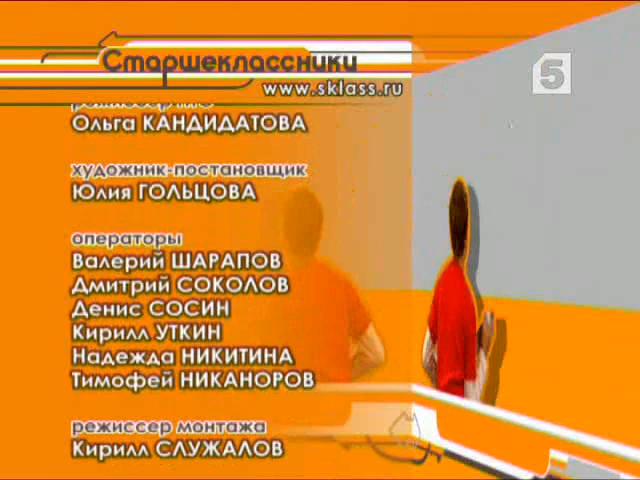 Старшеклассники
www.sklass.ru
5
Ольга КАНДИДАТОВА
художник-постановщик
Юлия ГОЛЬЦОВА
операторы
Валерий ШАРАПОВ
Дмитрий СОКОЛОВ
Денис СОСИН
Кирилл УТКИН
Надежда НИКИТИНА
Тимофей НИКАНОРОВ
режиссер монтажа
Кирилл СЛУЖАЛОВ